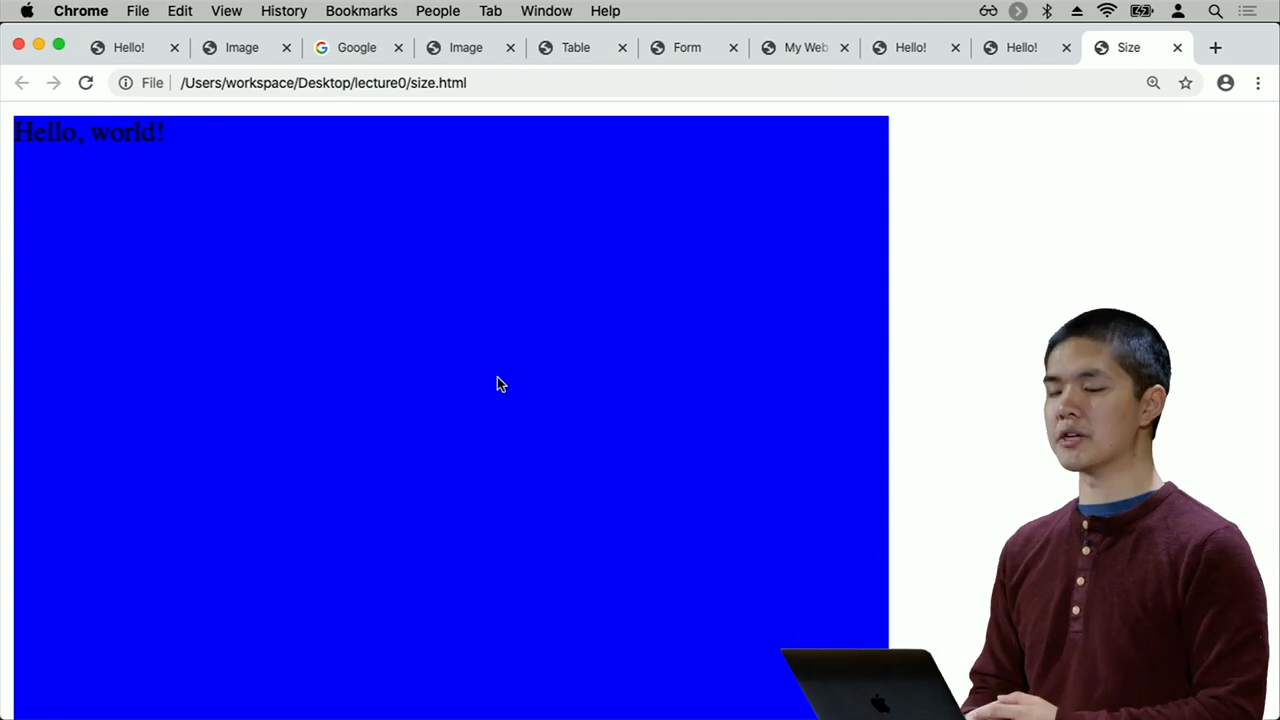 Chrome File Edit View History Bookmarks People Tab Window Help
Hello! Image Google Image Table Form My Web Hello! Hello! Size
File /Users/workspace/Desktop/lecture0/size.html
Hello, world!